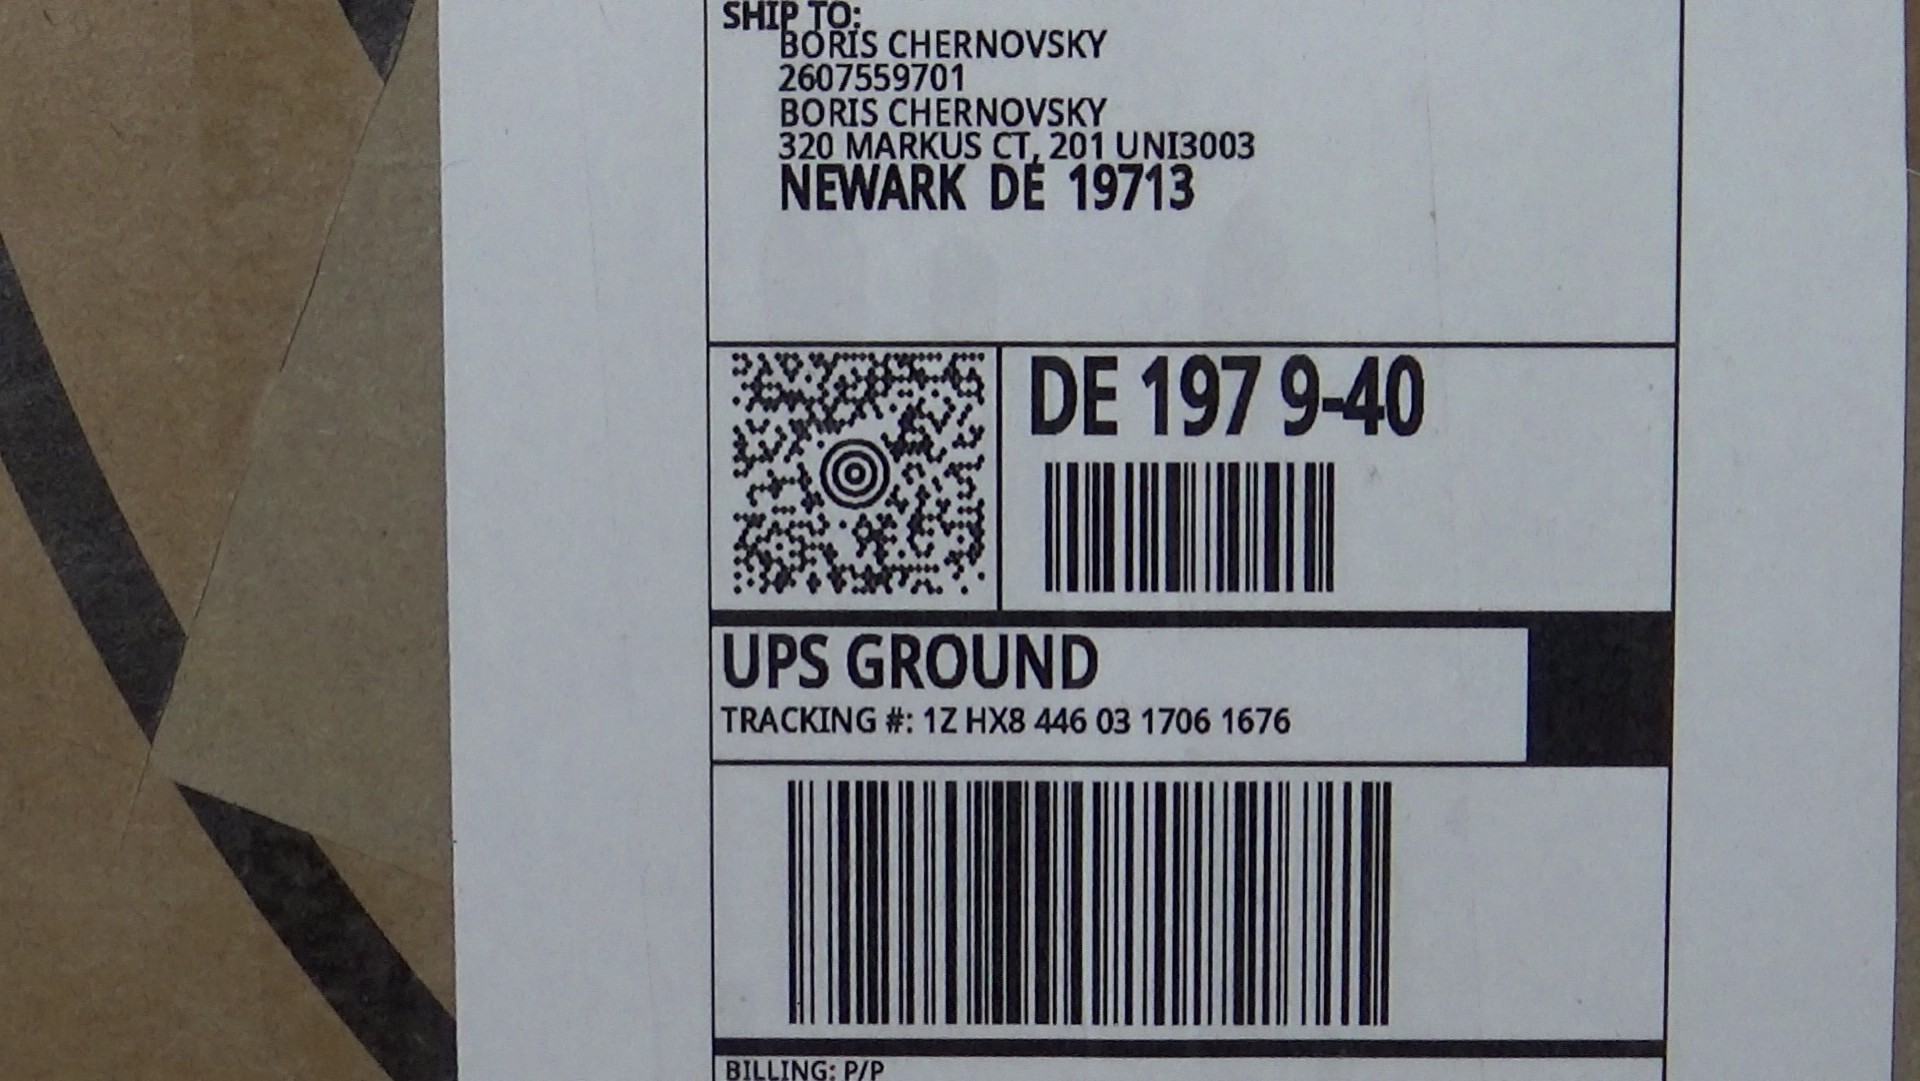 SHIP TO:
BORIS CHERNOVSKY
2607559701
BORIS CHERNOVSKY
320 MARKUS CT, 201 UNI3003
NEWARK DE 19713
DE 197 9-40
UPS GROUND
TRACKING #: 1Z HX8 446 03 1706 1676
BILLING: P/P